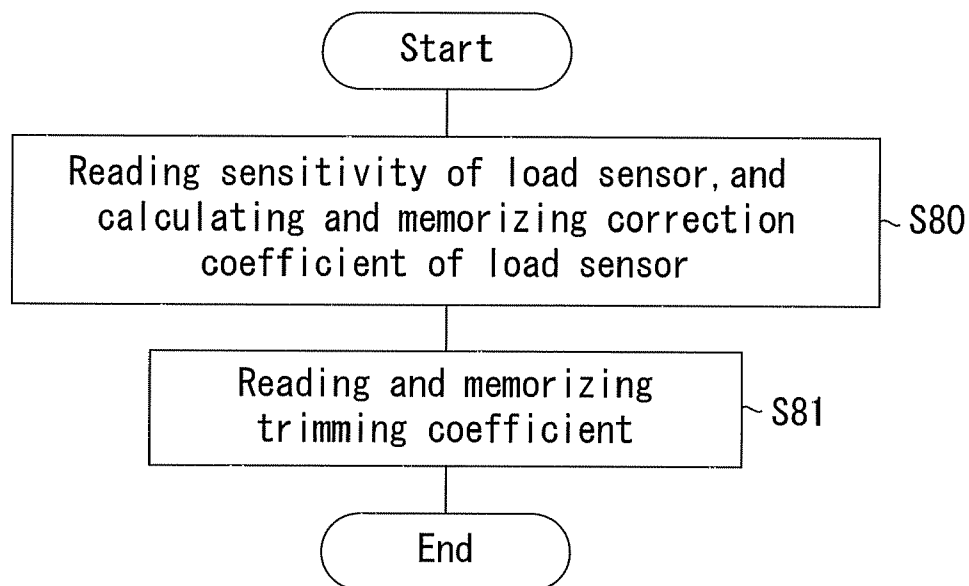 Start
Reading sensitivity of load sensor, and
calculating and memorizing correction
coefficient of load sensor
S80
Reading and memorizing
trimming coefficient
S81
End